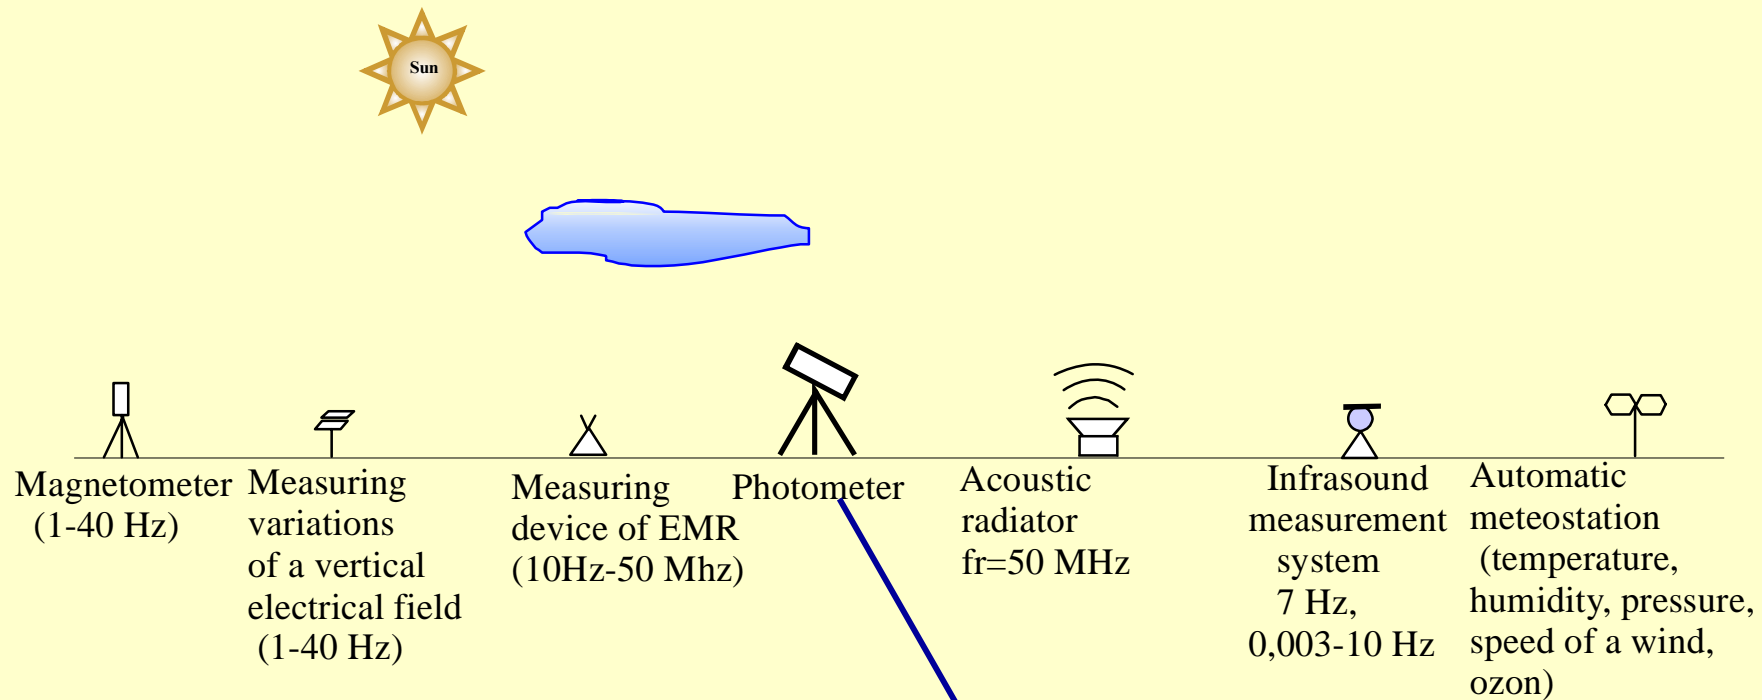 Sun
Magnetometer
(1-40 Hz)
Measuring
variations
of a vertical
electrical field
(1-40 Hz)
Measuring
device of EMR
(10Hz-50 Mhz)
Photometer
Acoustic
radiator
fr=50 MHz
Infrasound
measurement
system
7 Hz,
0,003-10 Hz
Automatic
meteostation
(temperature,
humidity, pressure,
speed of a wind,
ozon)